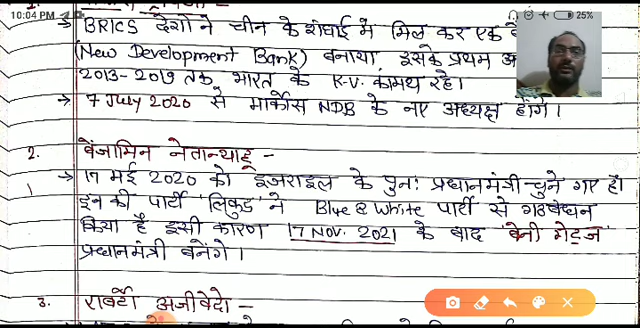 10:04 PM
25%
→ BRICS देशो ने चीन के शंघाई में मिल कर एक
(New Development Bank) बनाया इसके प्रथम
2013-2019 तक भारत के K.V. कामथ रहे।
→ 7 July 2020 से मार्कोस NDB के नए अध्यक्ष होंगे।
2. बेंजामिन नेतान्याहू -
→ 17 मई 2020 को इजराइल के पुनः प्रधानमंत्री चुने गए है।
इन की पार्टी 'लिकुड' ने Blue & White पार्टी से गठबंधन
किया है इसी कारण 17 Nov. 2021 के बाद 'बेनी गेट्ज'
प्रधानमंत्री बनेंगे।
3. राबर्टो अजीवेदो -